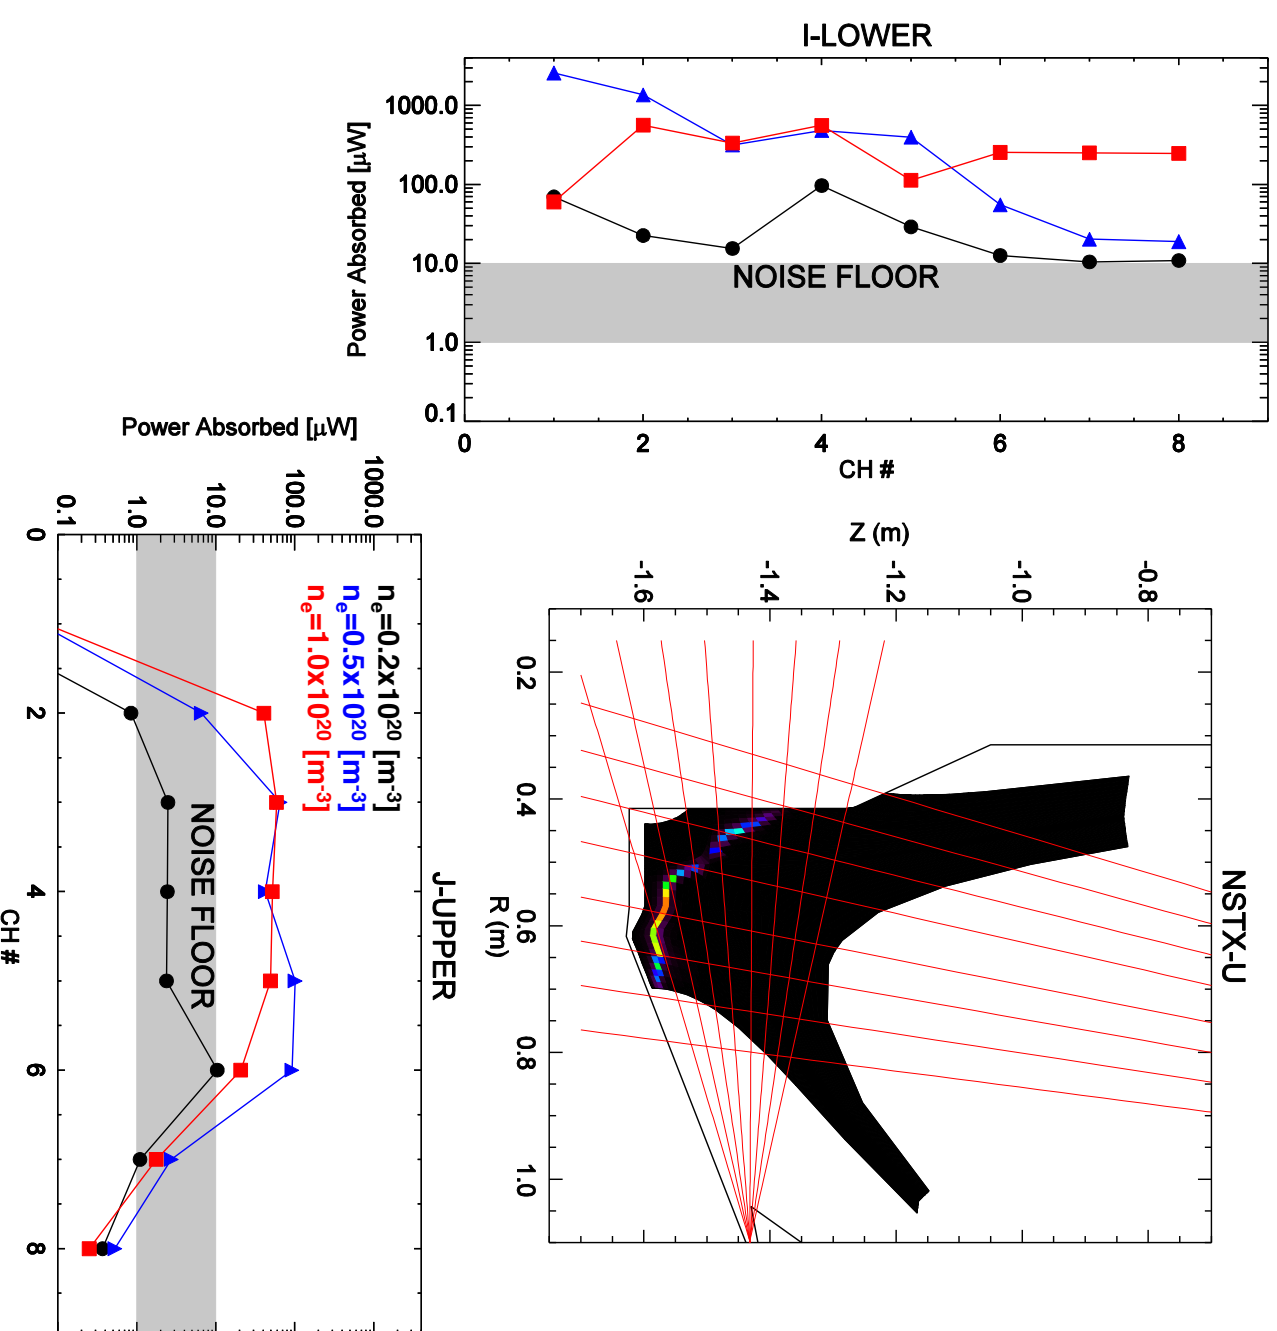 I-LOWER
Power Absorbed [μW]
1000.0
100.0
10.0
1.0
0.1
NOISE FLOOR
0 2 4 6 8
CH #
Power Absorbed [μW]
0.1 1.0 10.0 100.0 1000.0
0
2
4
6
8
CH #
nₑ=0.2x10²⁰ [m⁻³]
nₑ=0.5x10²⁰ [m⁻³]
nₑ=1.0x10²⁰ [m⁻³]
NOISE FLOOR
J-UPPER
Z (m)
-1.6 -1.4 -1.2 -1.0 -0.8
0.2
0.4
0.6
0.8
1.0
R (m)
NSTX-U